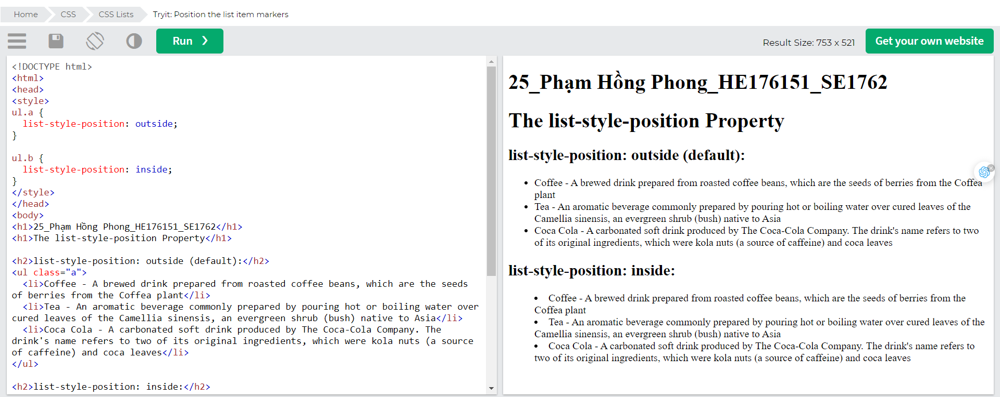 Home CSS CSS Lists Tryit: Position the list item markers
Run ❯ Result Size: 753 x 521 Get your own website
<!DOCTYPE html>
<html>
<head>
<style>
ul.a {
  list-style-position: outside;
}

ul.b {
  list-style-position: inside;
}
</style>
</head>
<body>
<h1>25_Phạm Hồng Phong_HE176151_SE1762</h1>
<h1>The list-style-position Property</h1>

<h2>list-style-position: outside (default):</h2>
<ul class="a">
  <li>Coffee - A brewed drink prepared from roasted coffee beans, which are the seeds
of berries from the Coffea plant</li>
  <li>Tea - An aromatic beverage commonly prepared by pouring hot or boiling water over
cured leaves of the Camellia sinensis, an evergreen shrub (bush) native to Asia</li>
  <li>Coca Cola - A carbonated soft drink produced by The Coca-Cola Company. The
drink's name refers to two of its original ingredients, which were kola nuts (a source
of caffeine) and coca leaves</li>
</ul>

<h2>list-style-position: inside:</h2>
25_Phạm Hồng Phong_HE176151_SE1762
The list-style-position Property
list-style-position: outside (default):
• Coffee - A brewed drink prepared from roasted coffee beans, which are the seeds of berries from the Coffea
plant
• Tea - An aromatic beverage commonly prepared by pouring hot or boiling water over cured leaves of the
Camellia sinensis, an evergreen shrub (bush) native to Asia
• Coca Cola - A carbonated soft drink produced by The Coca-Cola Company. The drink's name refers to two
of its original ingredients, which were kola nuts (a source of caffeine) and coca leaves
list-style-position: inside:
• Coffee - A brewed drink prepared from roasted coffee beans, which are the seeds of berries from the
Coffea plant
• Tea - An aromatic beverage commonly prepared by pouring hot or boiling water over cured leaves of the
Camellia sinensis, an evergreen shrub (bush) native to Asia
• Coca Cola - A carbonated soft drink produced by The Coca-Cola Company. The drink's name refers to
two of its original ingredients, which were kola nuts (a source of caffeine) and coca leaves